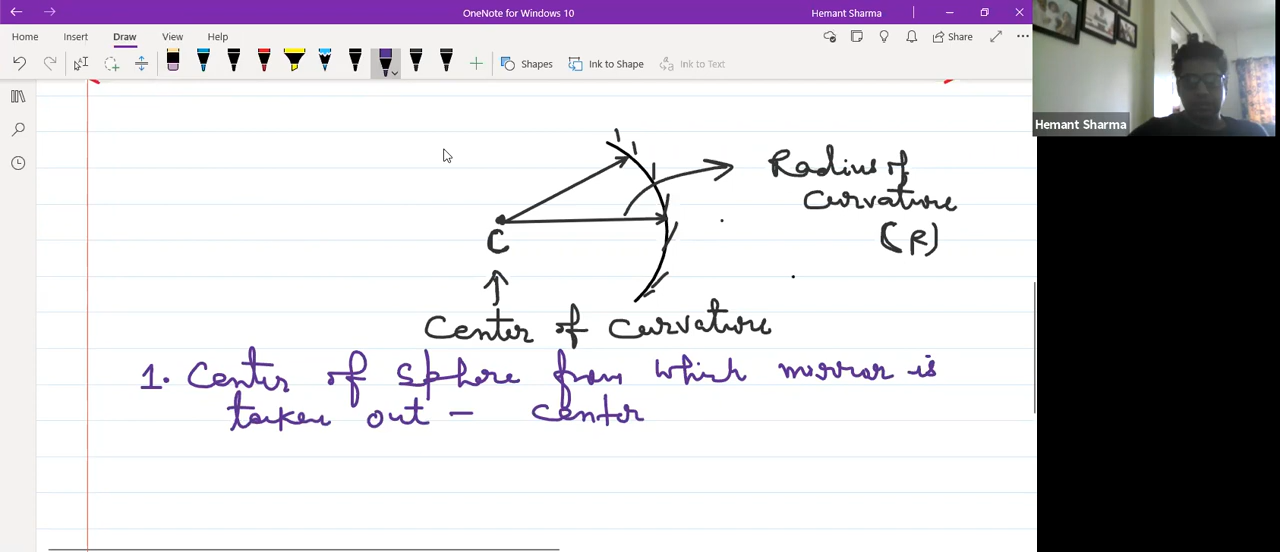 OneNote for Windows 10
Hemant Sharma
Home
Insert
Draw
View
Help
Share
Shapes
Ink to Shape
Ink to Text
Hemant Sharma
Radius of
Curvature
(R)
C
Center of Curvature
1. Center of Sphere from which mirror is
taken out - center